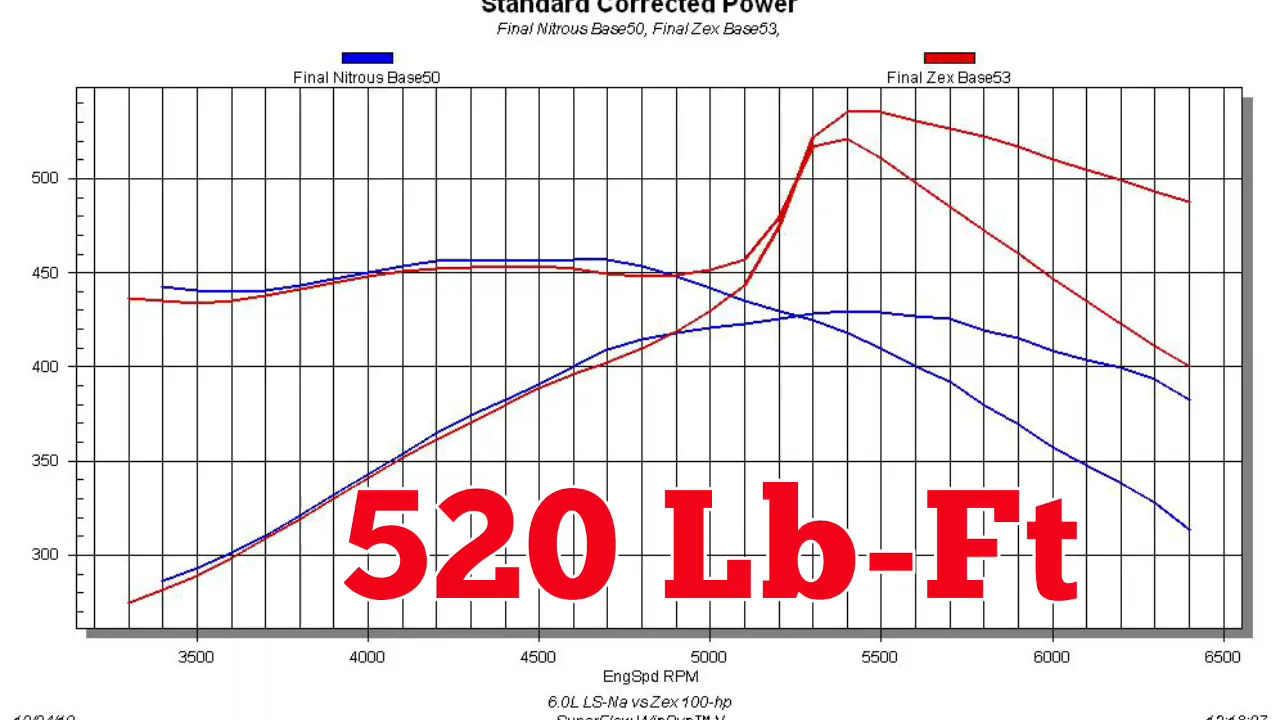 Standard Corrected Power
Final Nitrous Base50, Final Zex Base53,
Final Nitrous Base50
Final Zex Base53
500
450
400
350
300
520 Lb-Ft
3500 4000 4500 5000 5500 6000 6500
EngSpd RPM
6.0L LS-Na vs Zex 100-hp